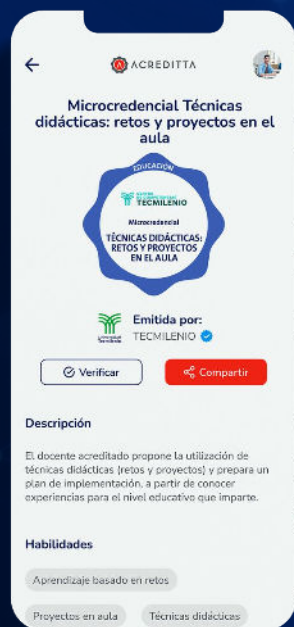 ACREDITTA
Microcredencial Técnicas
didácticas: retos y proyectos en el
aula
EDUCACIÓN
TECMILENIO
Microcredencial
TÉCNICAS DIDÁCTICAS:
RETOS Y PROYECTOS
EN EL AULA
Emitida por:
TECMILENIO
Verificar
Compartir
Descripción
El docente acreditado propone la utilización de
técnicas didácticas (retos y proyectos) y prepara un
plan de implementación, a partir de conocer
experiencias para el nivel educativo que imparte.
Habilidades
Aprendizaje basado en retos
Proyectos en aula
Técnicas didácticas